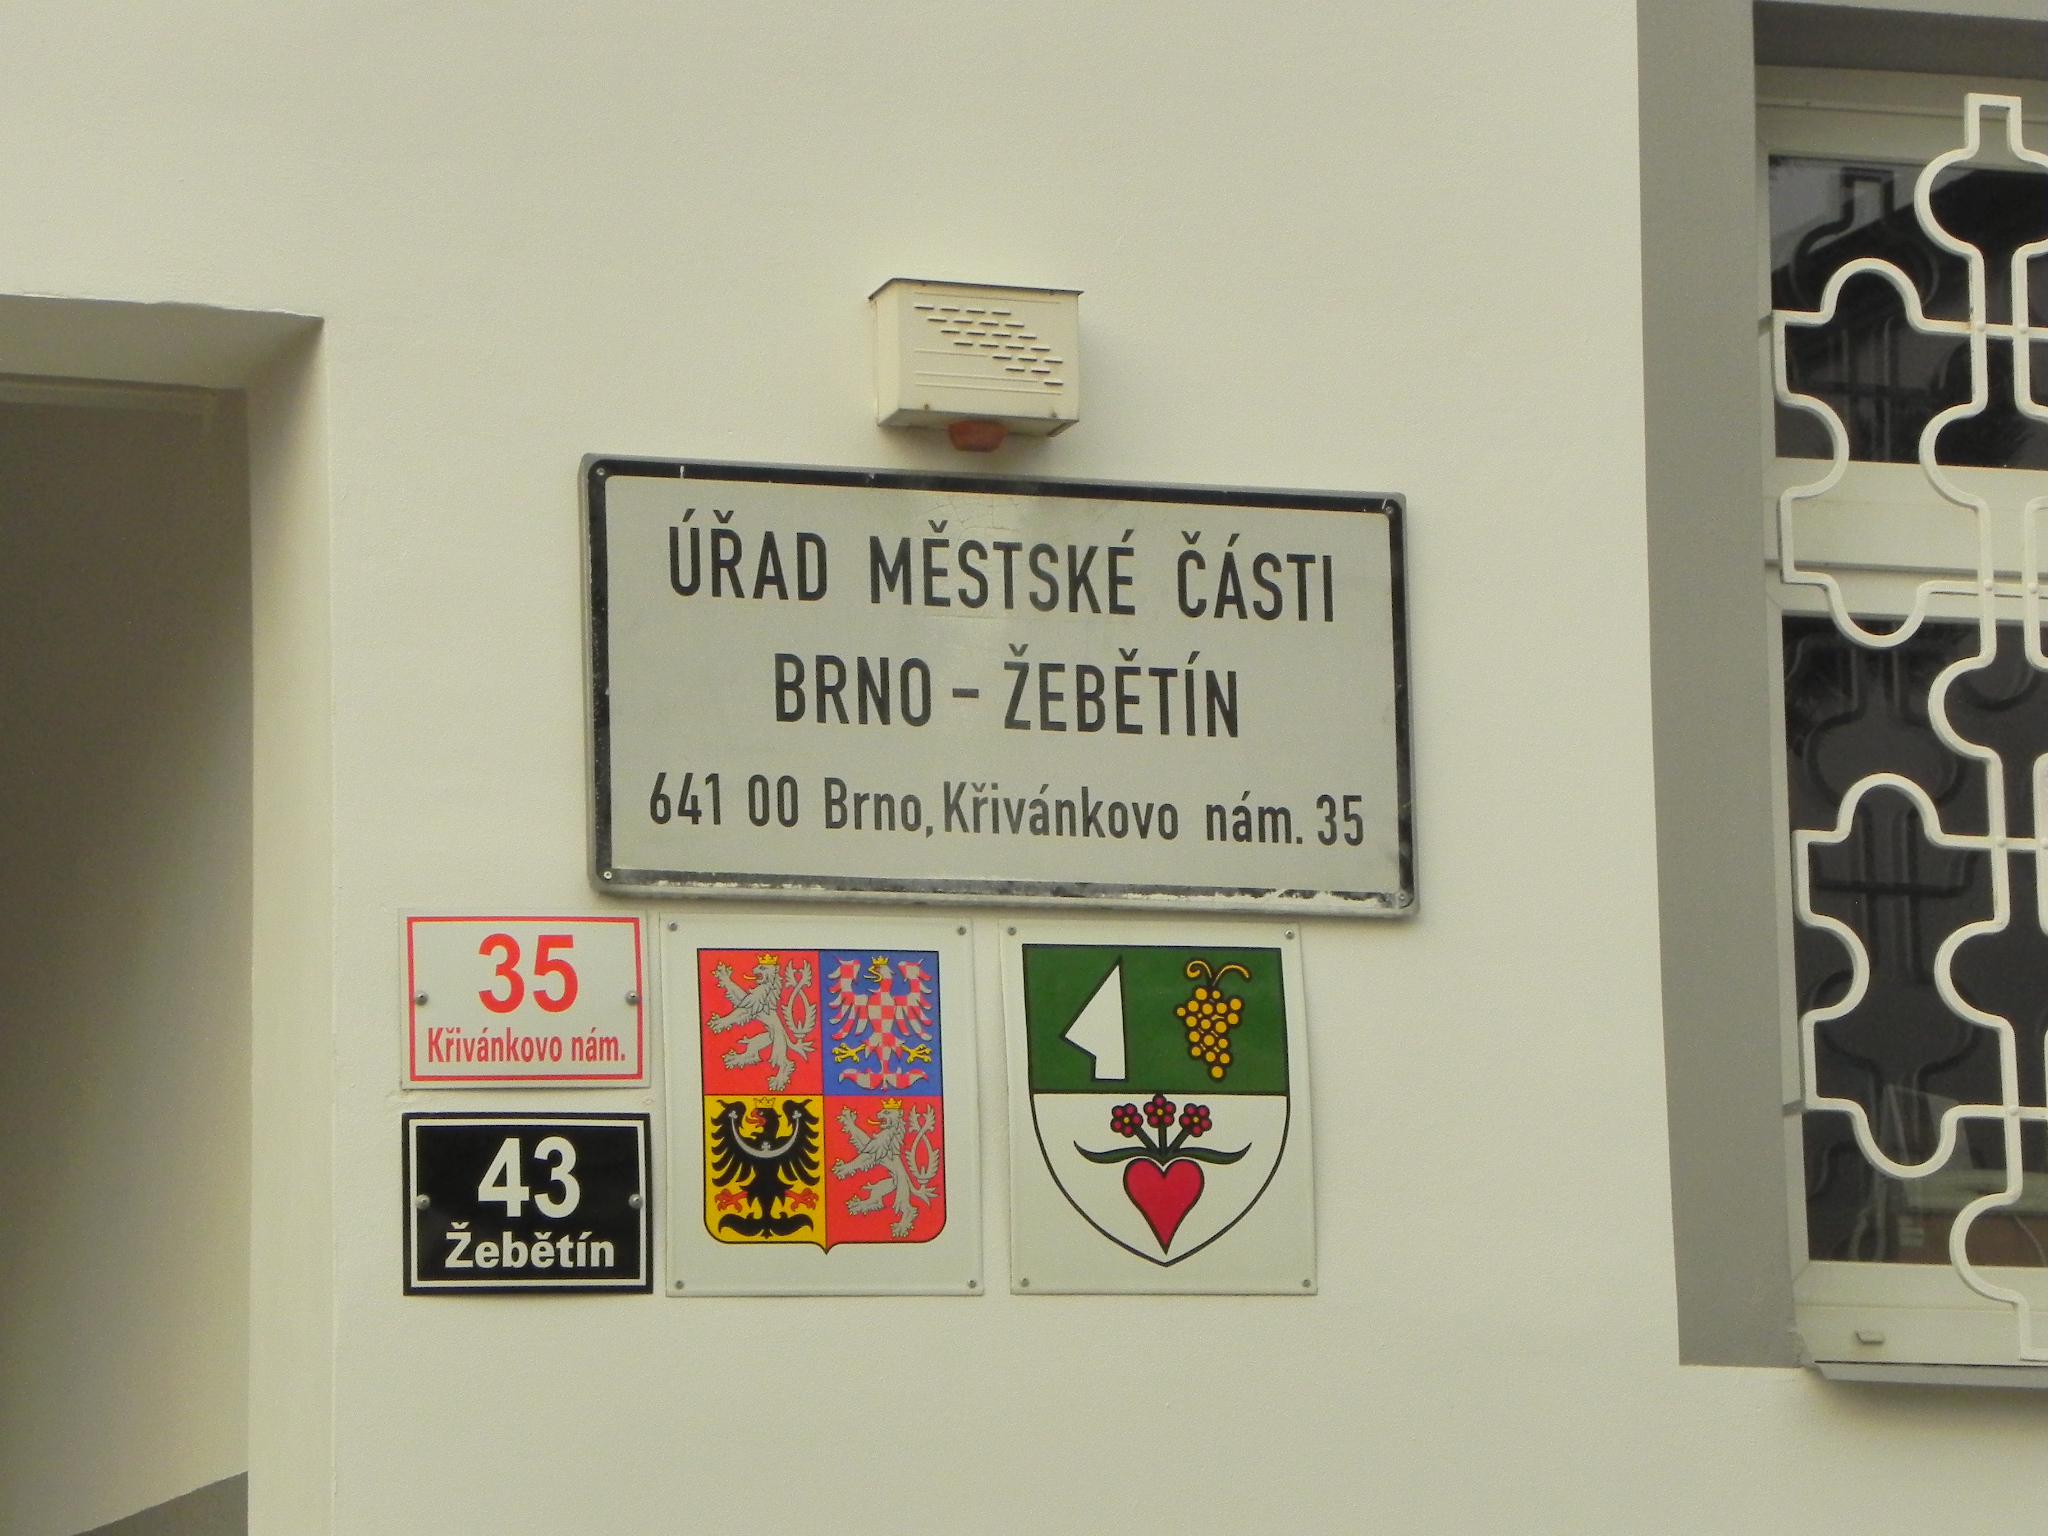 ÚŘAD MĚSTSKÉ ČÁSTI
BRNO - ŽEBĚTÍN
641 00 Brno, Křivánkovo nám. 35
35
Křivánkovo nám.
43
Žebětín